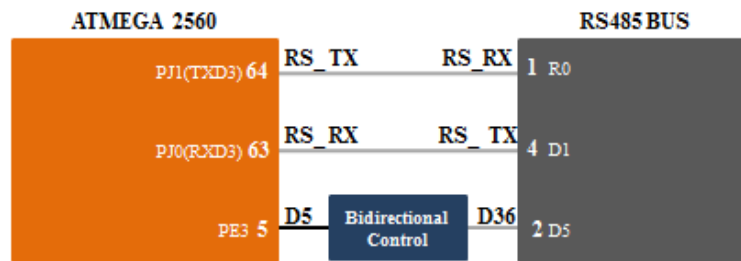 ATMEGA 2560 RS485 BUS
PJ1(TXD3) 64 RS_TX RS_RX 1 R0
PJ0(RXD3) 63 RS_RX RS_ TX 4 D1
PE3 5 D5 Bidirectional Control D36 2 D5